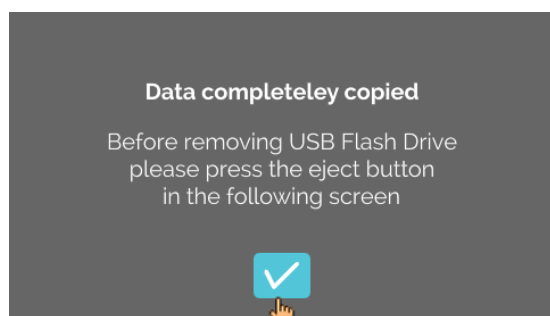 Data completeley copied
Before removing USB Flash Drive
please press the eject button
in the following screen